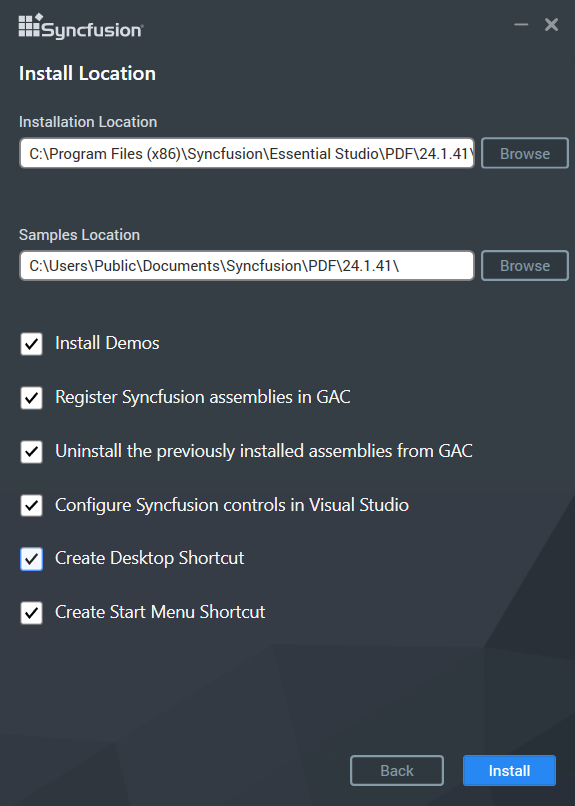 Syncfusion
Install Location
Installation Location
C:\Program Files (x86)\Syncfusion\Essential Studio\PDF\24.1.41\
Browse
Samples Location
C:\Users\Public\Documents\Syncfusion\PDF\24.1.41\
Browse
Install Demos
Register Syncfusion assemblies in GAC
Uninstall the previously installed assemblies from GAC
Configure Syncfusion controls in Visual Studio
Create Desktop Shortcut
Create Start Menu Shortcut
Back
Install